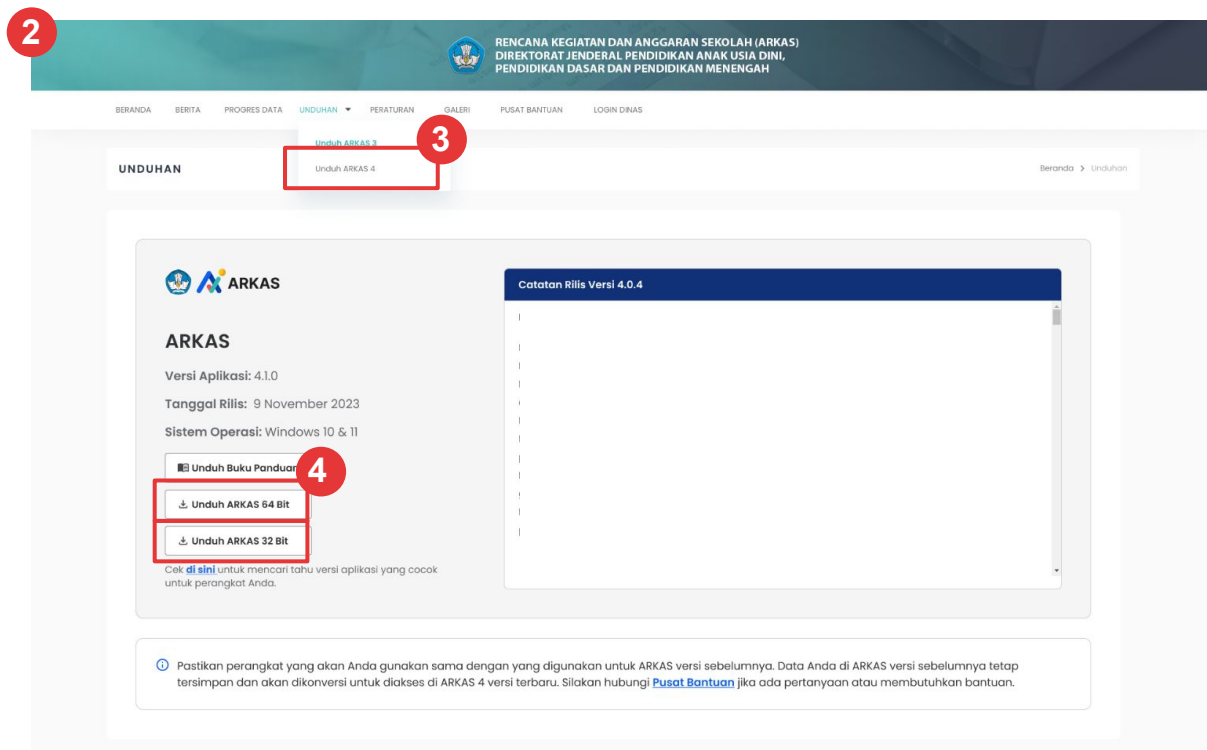 2
RENCANA KEGIATAN DAN ANGGARAN SEKOLAH (ARKAS)
DIREKTORAT JENDERAL PENDIDIKAN ANAK USIA DINI,
PENDIDIKAN DASAR DAN PENDIDIKAN MENENGAH
BERANDA BERITA PROGRES DATA UNDUHAN PERATURAN GALERI PUSAT BANTUAN LOGIN DINAS
Unduh ARKAS 3
3
UNDUHAN
Unduh ARKAS 4
Beranda > Unduhan
ARKAS
Catatan Rilis Versi 4.0.4
ARKAS
Versi Aplikasi: 4.1.0
Tanggal Rilis: 9 November 2023
Sistem Operasi: Windows 10 & 11
Unduh Buku Panduan
4
Unduh ARKAS 64 Bit
Unduh ARKAS 32 Bit
Cek di sini untuk mencari tahu versi aplikasi yang cocok
untuk perangkat Anda.
Pastikan perangkat yang akan Anda gunakan sama dengan yang digunakan untuk ARKAS versi sebelumnya. Data Anda di ARKAS versi sebelumnya tetap
tersimpan dan akan dikonversi untuk diakses di ARKAS 4 versi terbaru. Silakan hubungi Pusat Bantuan jika ada pertanyaan atau membutuhkan bantuan.